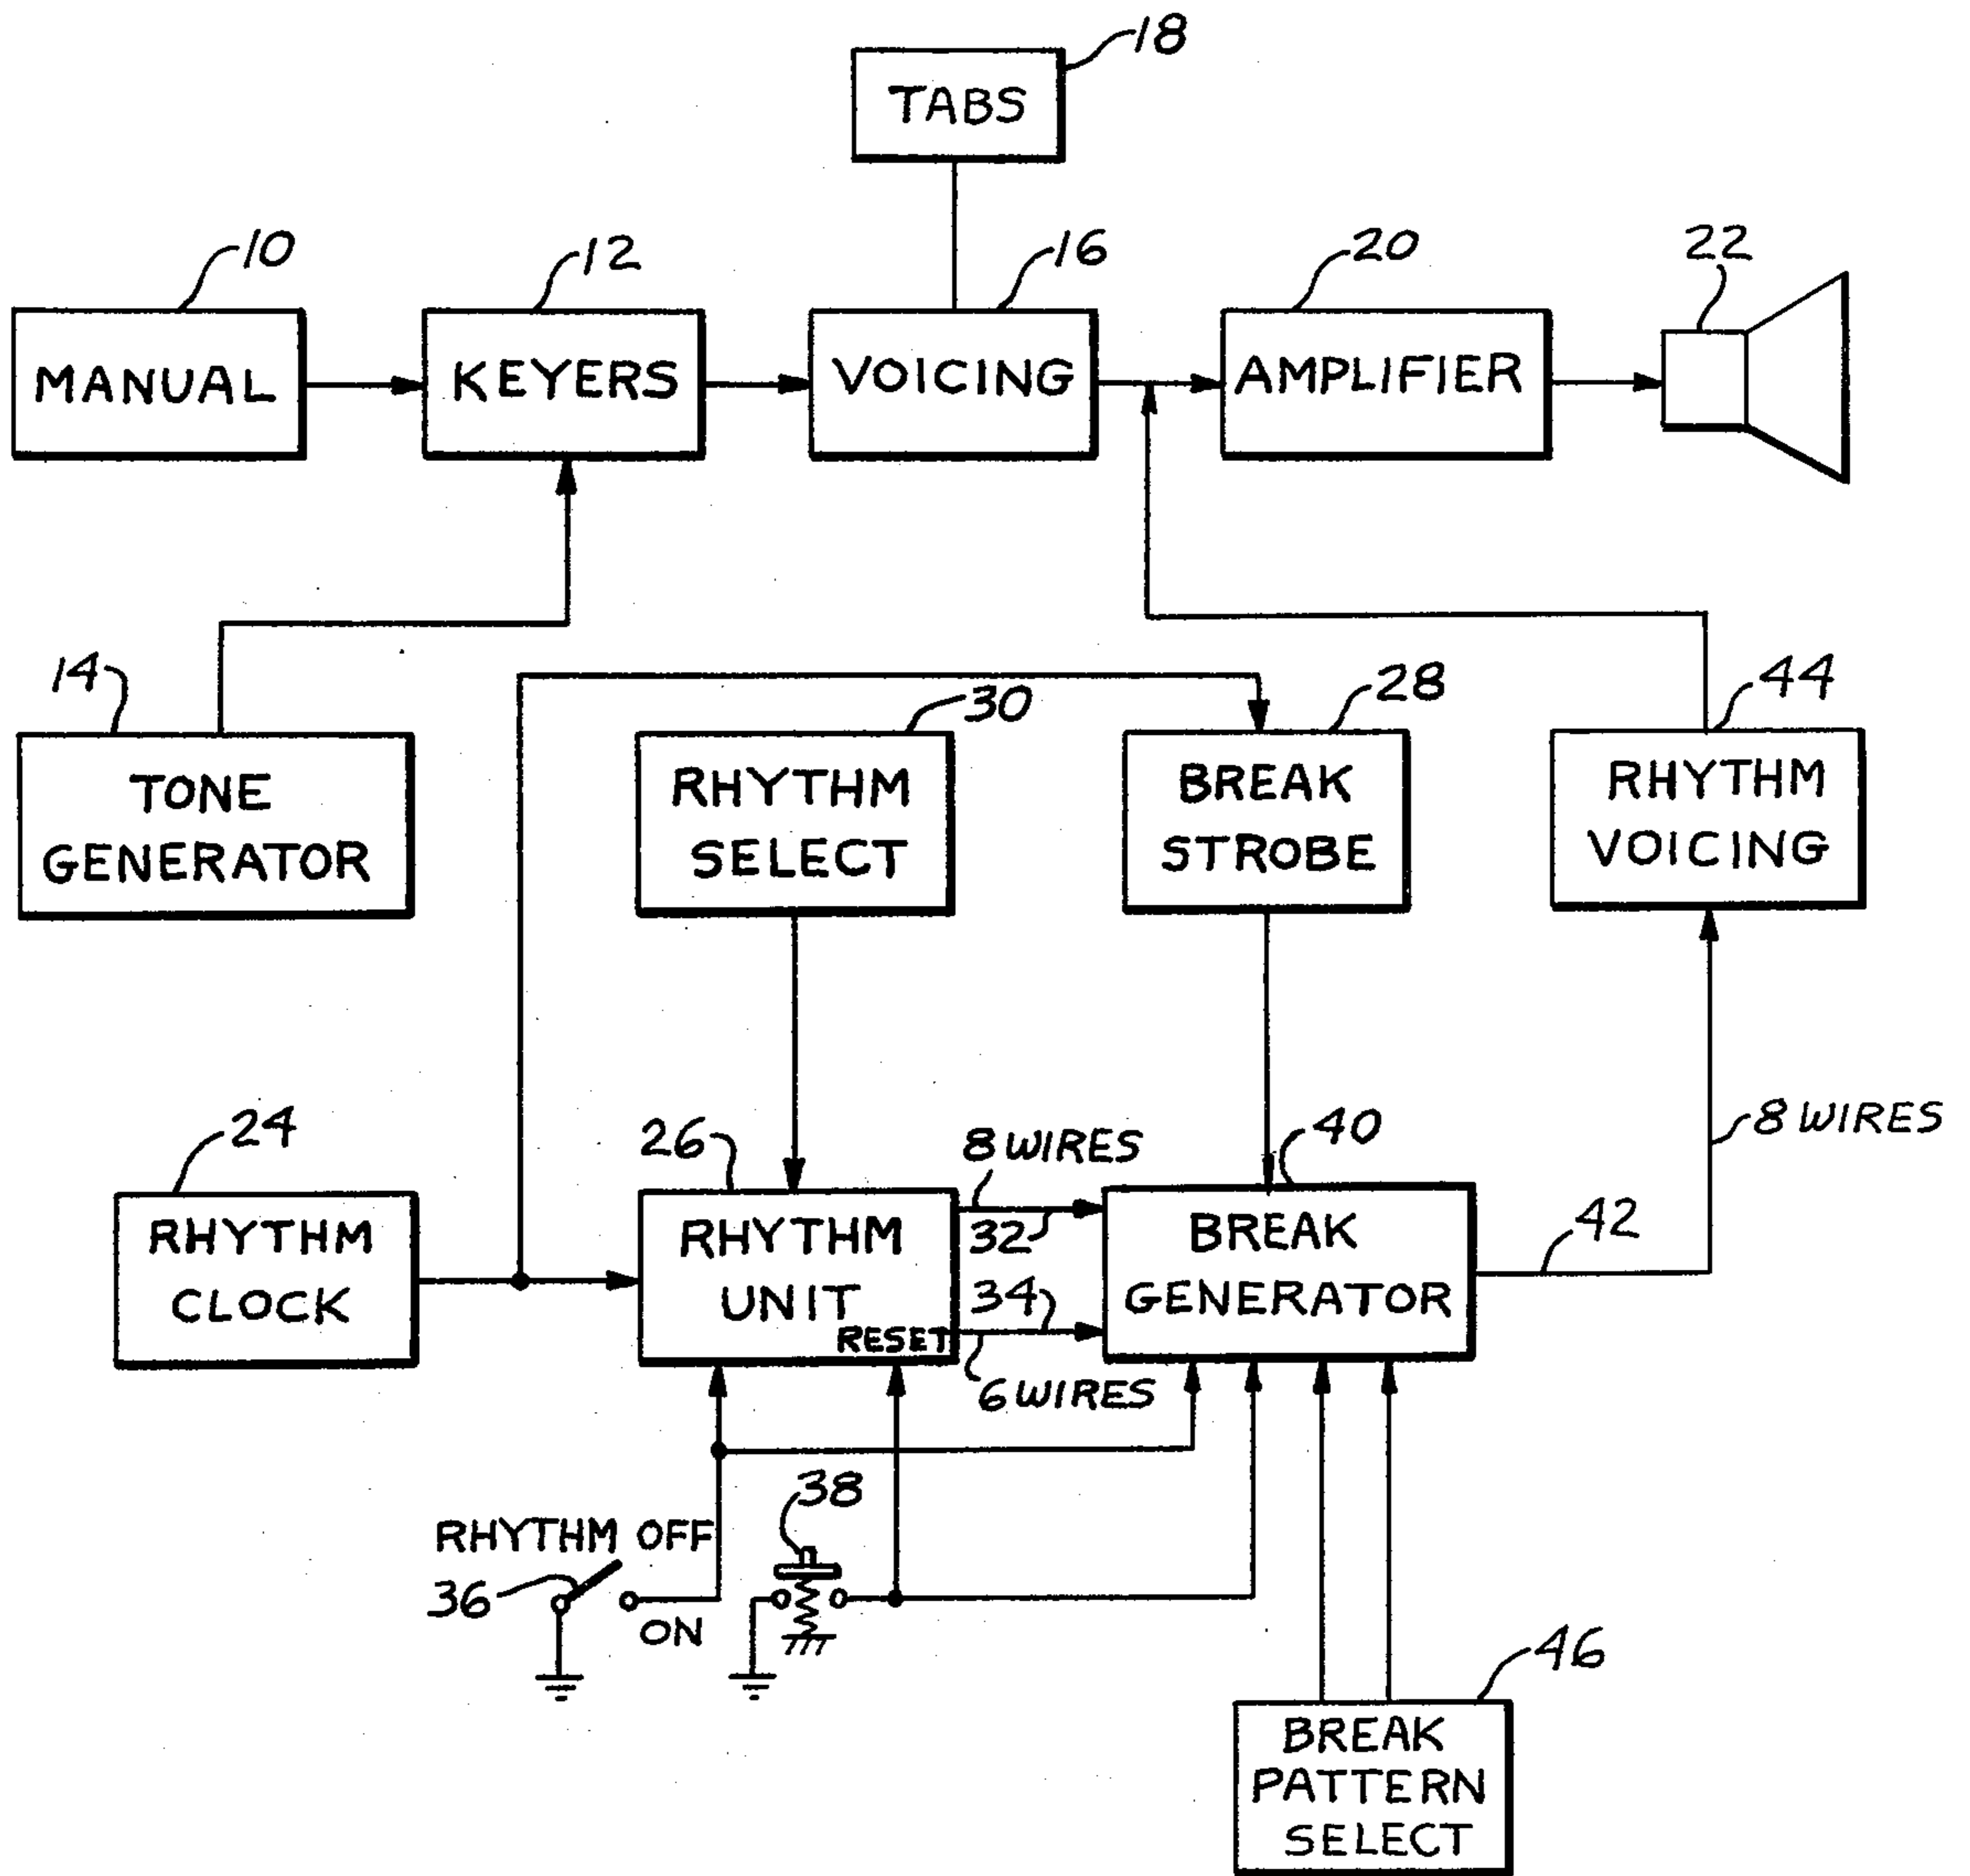 18
TABS
10
12
16
20
22
MANUAL
KEYERS
VOICING
AMPLIFIER
14
30
28
44
TONE
GENERATOR
RHYTHM
SELECT
BREAK
STROBE
RHYTHM
VOICING
24
26
8 WIRES
40
8 WIRES
RHYTHM
CLOCK
RHYTHM
UNIT
RESET
32
34
6 WIRES
BREAK
GENERATOR
42
38
RHYTHM OFF
36
ON
46
BREAK
PATTERN
SELECT